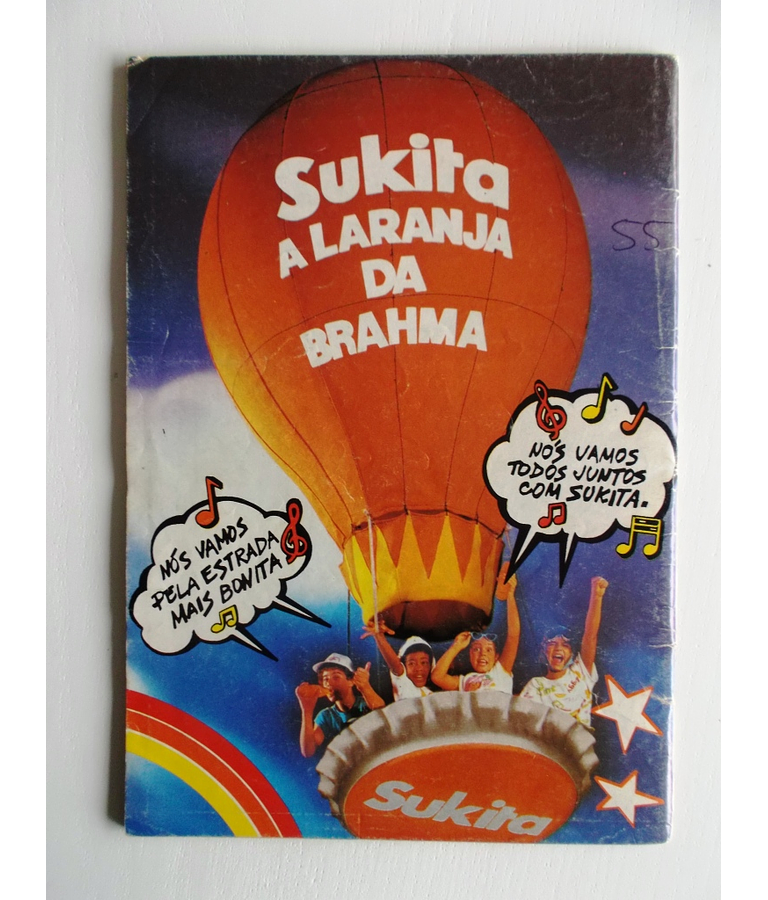 Sukita
A LARANJA
DA
BRAHMA
55
NÓS VAMOS
TODOS JUNTOS
COM SUKITA.
NÓS VAMOS
PELA ESTRADA
MAIS BONITA
Sukita